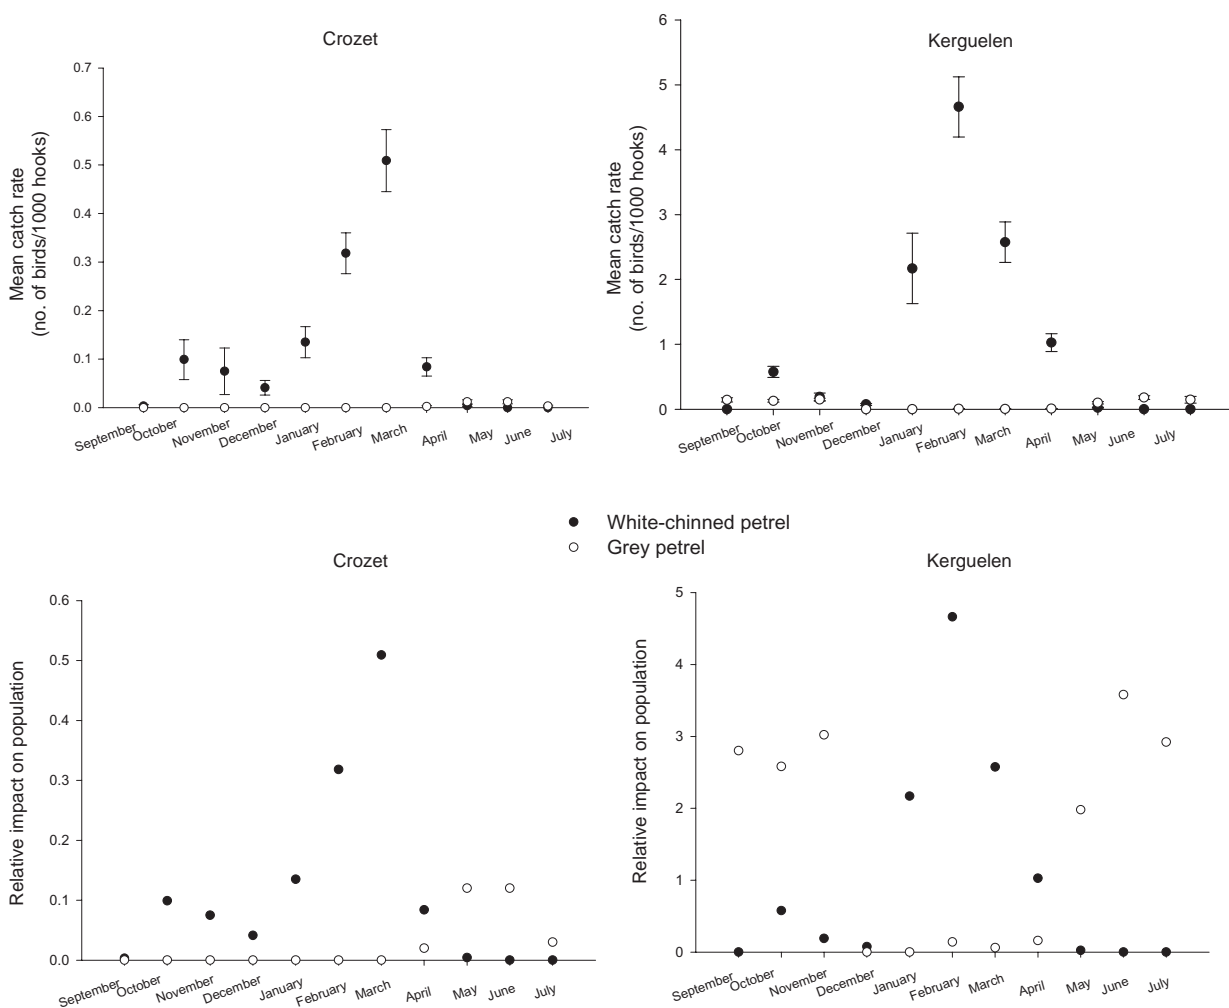 Crozet
Mean catch rate
(no. of birds/1000 hooks)
0.7
0.6
0.5
0.4
0.3
0.2
0.1
0.0
September October November December January February March April May June July
Kerguelen
Mean catch rate
(no. of birds/1000 hooks)
6
5
4
3
2
1
0
September October November December January February March April May June July
White-chinned petrel
Grey petrel
Crozet
Relative impact on population
0.6
0.5
0.4
0.3
0.2
0.1
0.0
September October November December January February March April May June July
Kerguelen
Relative impact on population
5
4
3
2
1
0
September October November December January February March April May June July